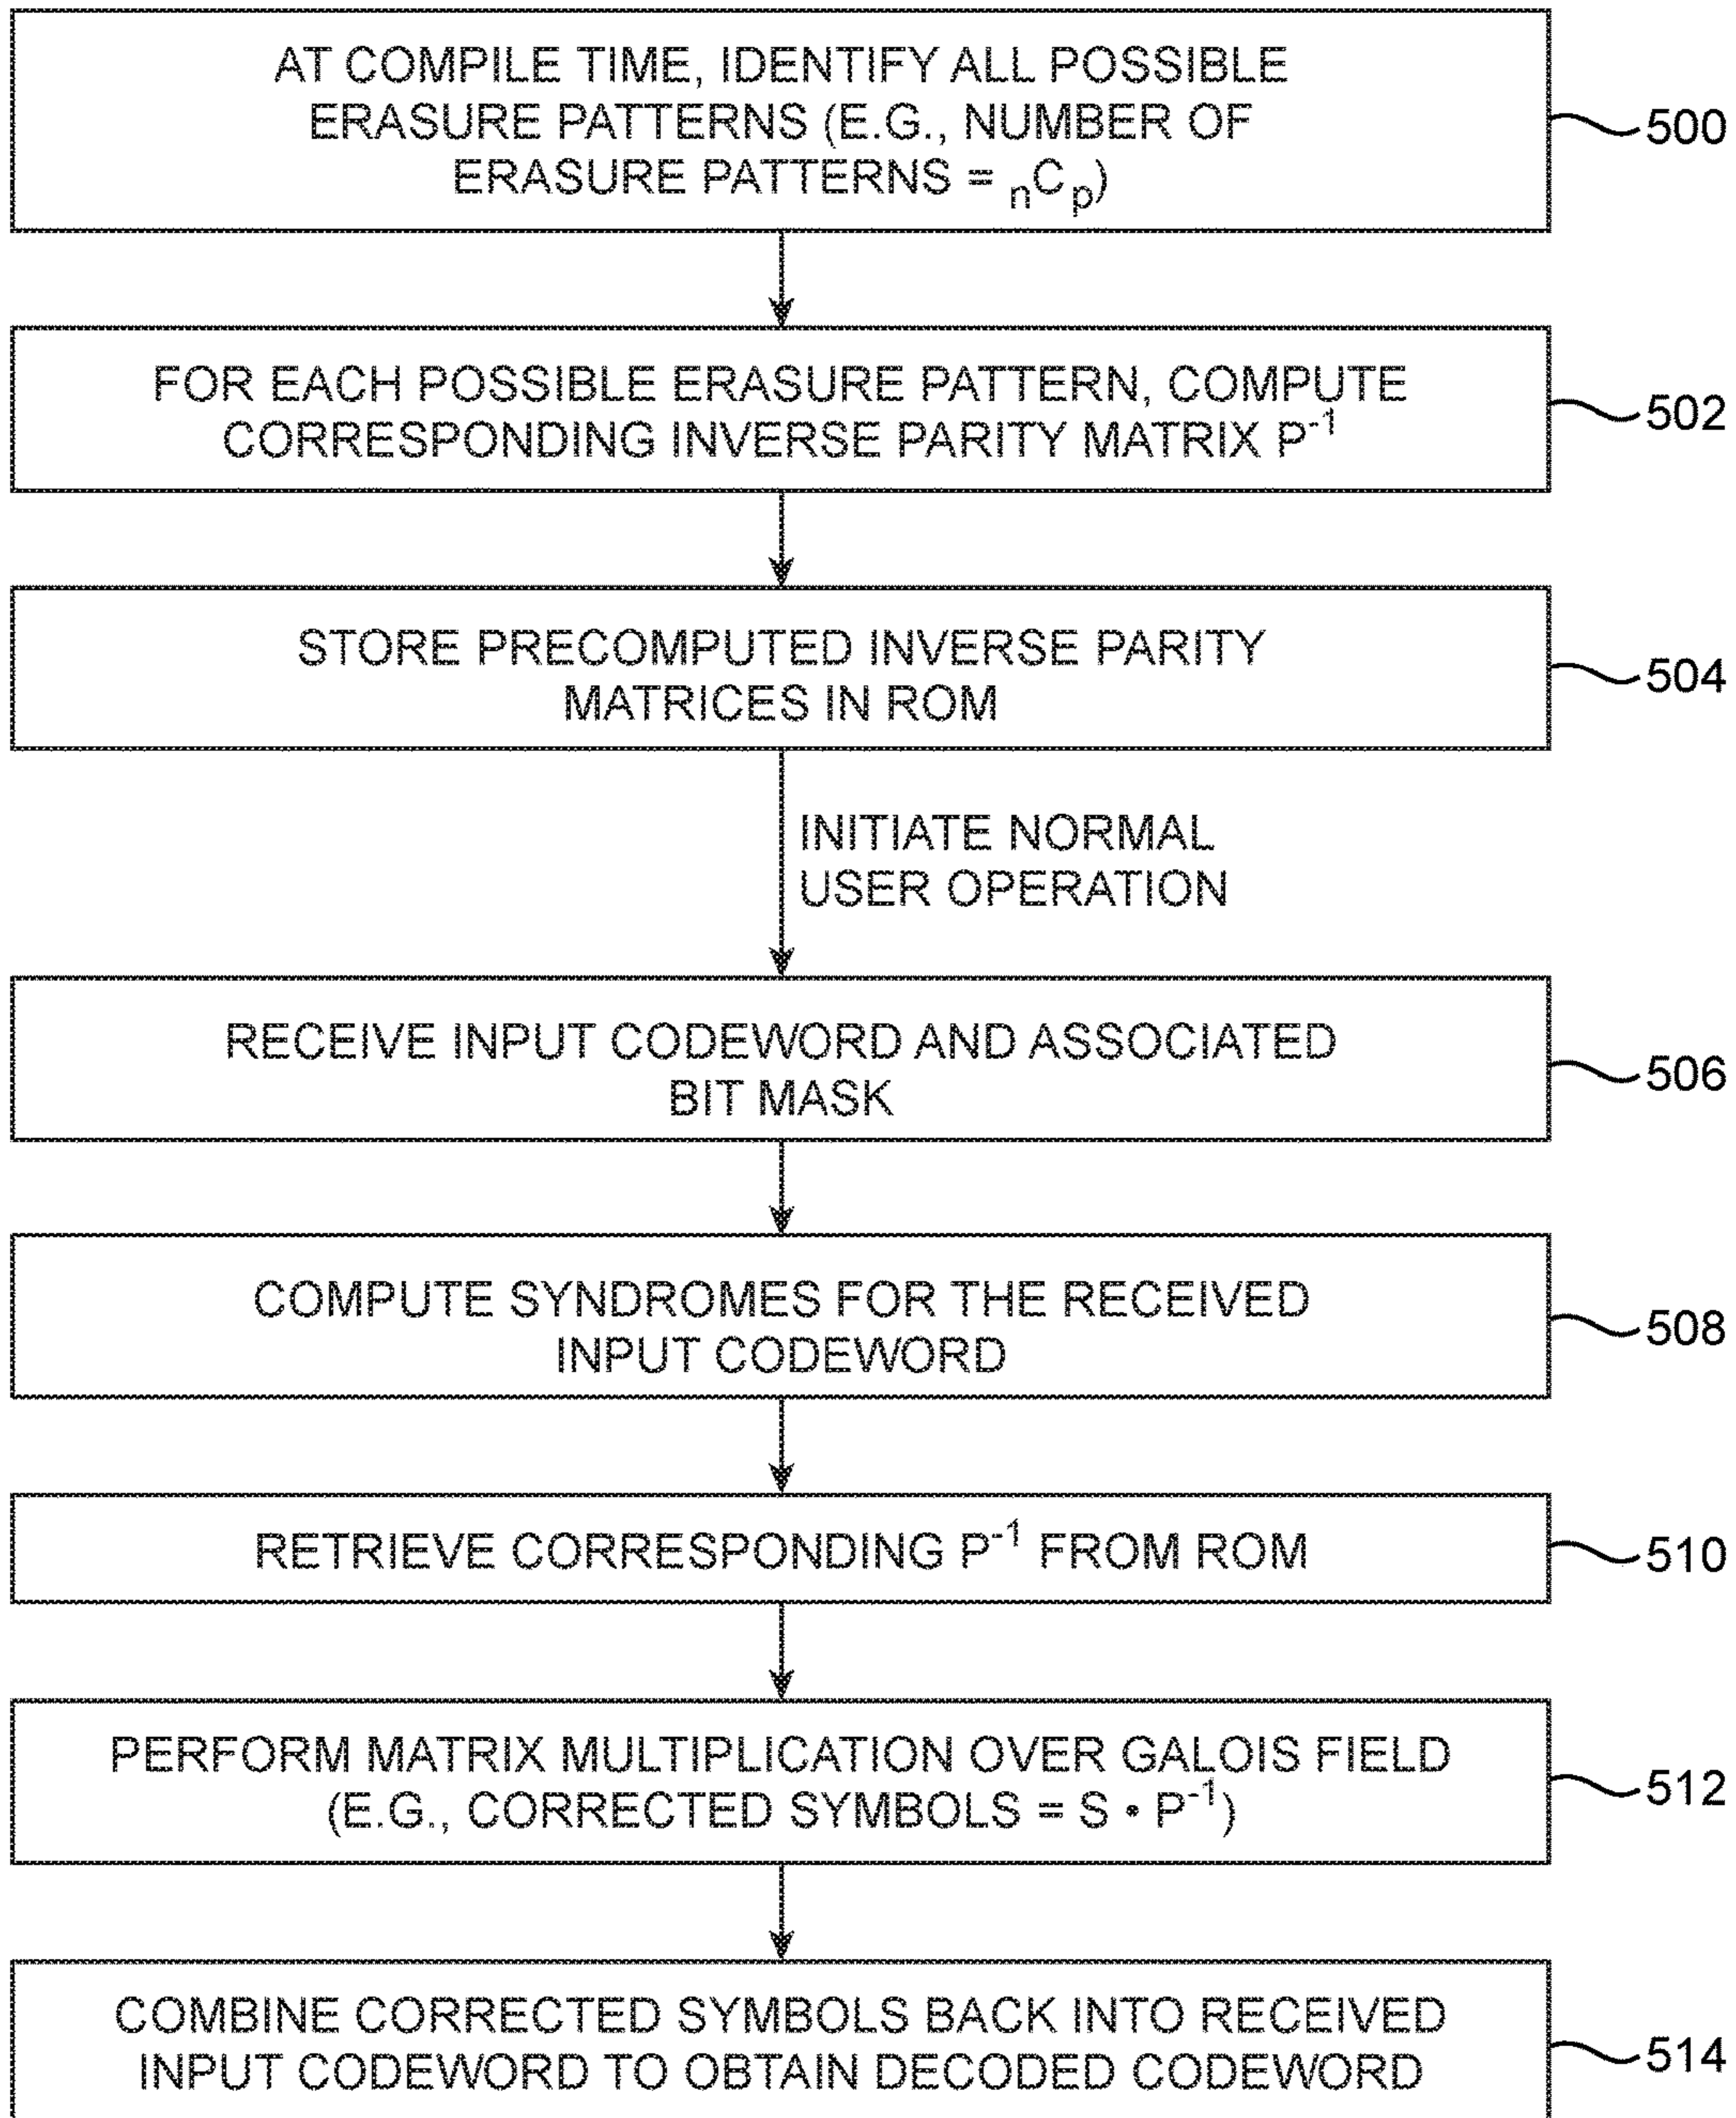 AT COMPILE TIME, IDENTIFY ALL POSSIBLE
ERASURE PATTERNS (E.G., NUMBER OF
ERASURE PATTERNS = ₙCₚ)
500
FOR EACH POSSIBLE ERASURE PATTERN, COMPUTE
CORRESPONDING INVERSE PARITY MATRIX P⁻¹
502
STORE PRECOMPUTED INVERSE PARITY
MATRICES IN ROM
504
INITIATE NORMAL
USER OPERATION
RECEIVE INPUT CODEWORD AND ASSOCIATED
BIT MASK
506
COMPUTE SYNDROMES FOR THE RECEIVED
INPUT CODEWORD
508
RETRIEVE CORRESPONDING P⁻¹ FROM ROM
510
PERFORM MATRIX MULTIPLICATION OVER GALOIS FIELD
(E.G., CORRECTED SYMBOLS = S • P⁻¹)
512
COMBINE CORRECTED SYMBOLS BACK INTO RECEIVED
INPUT CODEWORD TO OBTAIN DECODED CODEWORD
514